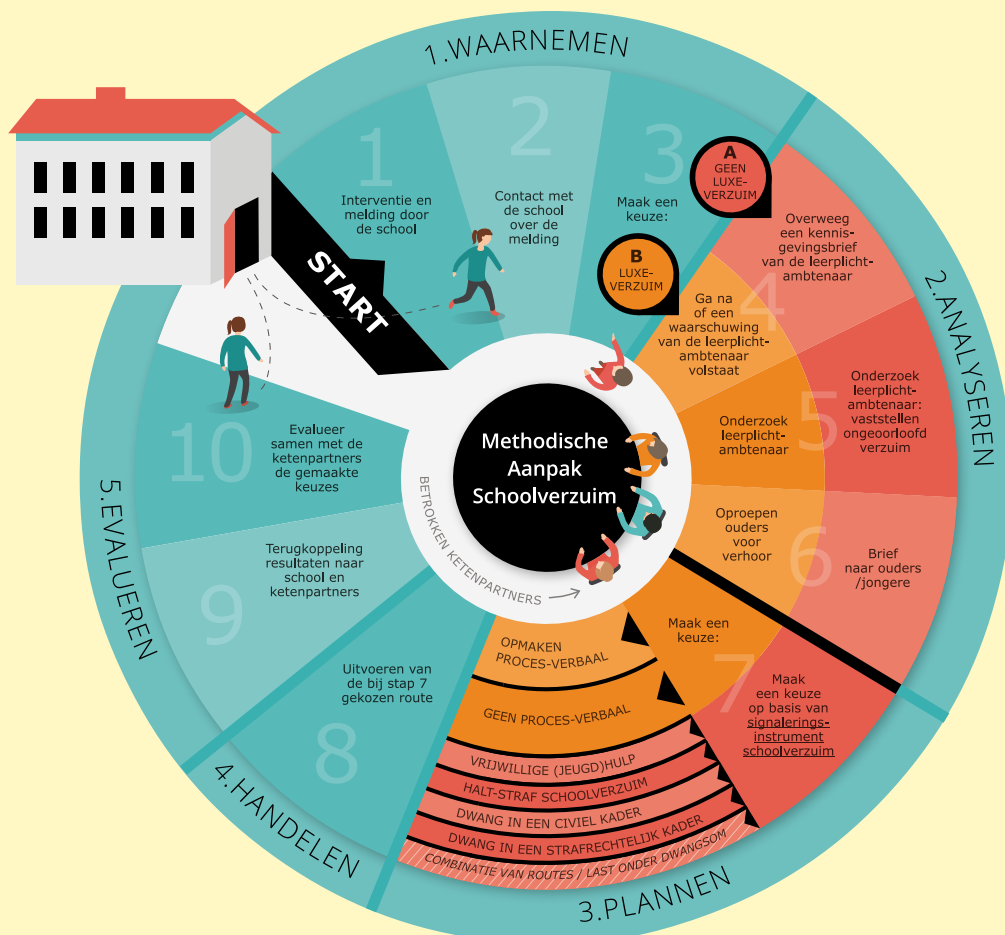 1.WAARNEMEN
START
1
Interventie en
melding door
de school
2
Contact met
de school
over de
melding
3
Maak een
keuze:
A
GEEN
LUXE-
VERZUIM
B
LUXE-
VERZUIM
2.ANALYSEREN
4
Overweeg
een kennis-
gevingsbrief
van de leerplicht-
ambtenaar
Ga na
of een
waarschuwing
van de leerplicht-
ambtenaar
volstaat
5
Onderzoek
leerplicht-
ambtenaar:
vaststellen
ongeoorloofd
verzuim
Onderzoek
leerplicht-
ambtenaar
6
Brief
naar ouders
/jongere
Oproepen
ouders
voor
verhoor
3.PLANNEN
7
Maak een
keuze:
Maak
een keuze
op basis van
signalerings-
instrument
schoolverzuim
OPMAKEN
PROCES-VERBAAL
GEEN PROCES-VERBAAL
VRIJWILLIGE (JEUGD)HULP
HALT-STRAF SCHOOLVERZUIM
DWANG IN EEN CIVIEL KADER
DWANG IN EEN STRAFRECHTELIJK KADER
COMBINATIE VAN ROUTES / LAST ONDER DWANGSOM
4.HANDELEN
8
Uitvoeren van
de bij stap 7
gekozen route
5.EVALUEREN
9
Terugkoppeling
resultaten naar
school en
ketenpartners
10
Evalueer
samen met de
ketenpartners
de gemaakte
keuzes
Methodische
Aanpak
Schoolverzuim
BETROKKEN KETENPARTNERS